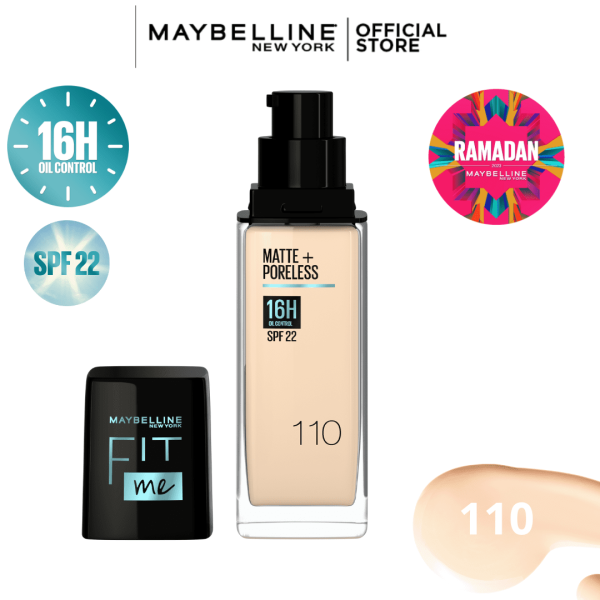 MAYBELLINE
NEW YORK
OFFICIAL
STORE
16H
OIL CONTROL
SPF 22
RAMADAN
2023
MAYBELLINE
NEW YORK
MATTE +
PORELESS
16H
OIL CONTROL
SPF 22
110
MAYBELLINE
NEW YORK
FIT
me
110